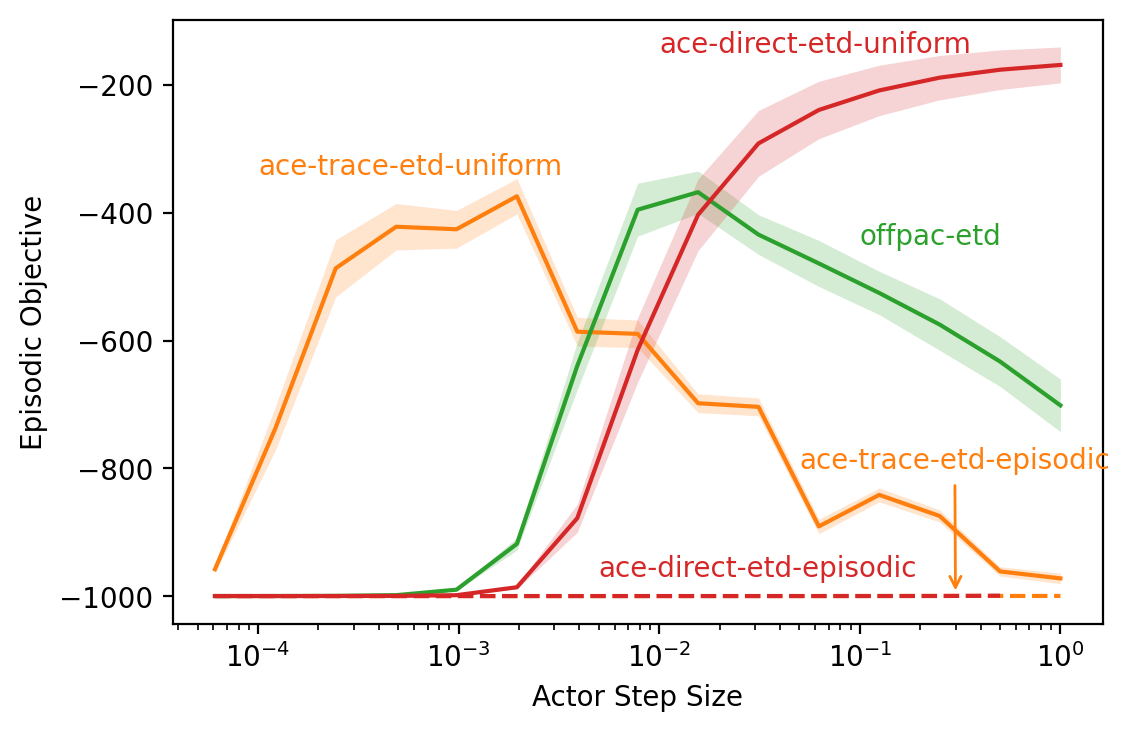 ace-direct-etd-uniform
−200
ace-trace-etd-uniform
−400
offpac-etd
Episodic Objective
−600
−800
ace-trace-etd-episodic
ace-direct-etd-episodic
−1000
10⁻⁴ 10⁻³ 10⁻² 10⁻¹ 10⁰
Actor Step Size